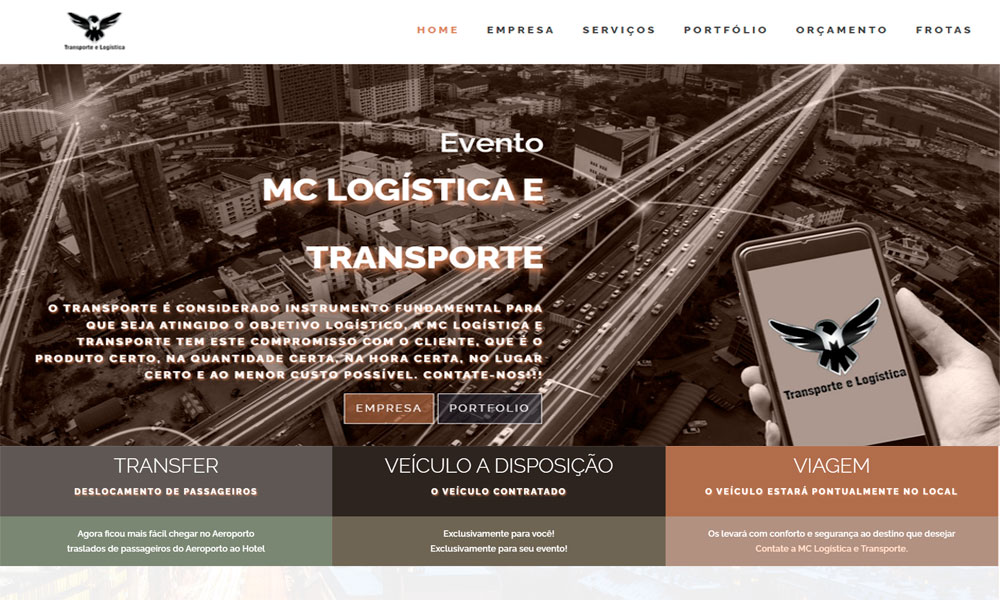 Transporte e Logística
HOME EMPRESA SERVIÇOS PORTFÓLIO ORÇAMENTO FROTAS
Evento
MC LOGÍSTICA E
TRANSPORTE
O TRANSPORTE É CONSIDERADO INSTRUMENTO FUNDAMENTAL PARA
QUE SEJA ATINGIDO O OBJETIVO LOGÍSTICO, A MC LOGÍSTICA E
TRANSPORTE TEM ESTE COMPROMISSO COM O CLIENTE, QUE É O
PRODUTO CERTO, NA QUANTIDADE CERTA, NA HORA CERTA, NO LUGAR
CERTO E AO MENOR CUSTO POSSÍVEL. CONTATE-NOS!!!
EMPRESA PORTFOLIO
MC
Transporte e Logística
TRANSFER
DESLOCAMENTO DE PASSAGEIROS
Agora ficou mais fácil chegar no Aeroporto
traslados de passageiros do Aeroporto ao Hotel
VEÍCULO A DISPOSIÇÃO
O VEÍCULO CONTRATADO
Exclusivamente para você!
Exclusivamente para seu evento!
VIAGEM
O VEÍCULO ESTARÁ PONTUALMENTE NO LOCAL
Os levará com conforto e segurança ao destino que desejar
Contate a MC Logística e Transporte.